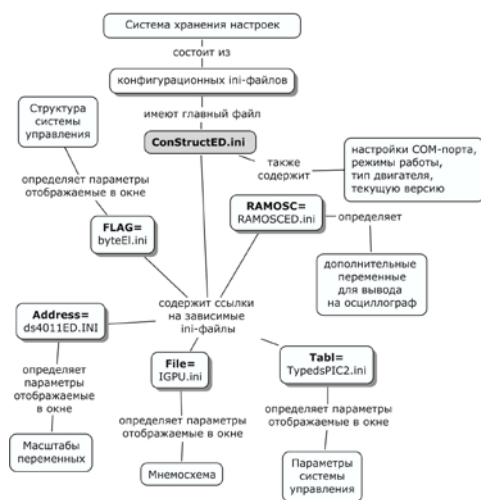 Система хранения настроек
состоит из
конфигурационных ini-файлов
имеют главный файл
ConStructED.ini
Структура
системы
управления
также
содержит
настройки COM-порта,
режимы работы,
тип двигателя,
текущую версию
определяет параметры
отображаемые в окне
FLAG=
byteEl.ini
RAMOSC=
RAMOSCED.ini
определяет
дополнительные
переменные
для вывода
на осциллограф
содержит ссылки
на зависимые
ini-файлы
Address=
ds4011ED.INI
определяет
параметры
отображаемые
в окне
Масштабы
переменных
File=
IGPU.ini
определяет параметры
отображаемые в окне
Мнемосхема
Tabl=
TypedsPIC2.ini
определяет параметры
отображаемые в окне
Параметры
системы
управления